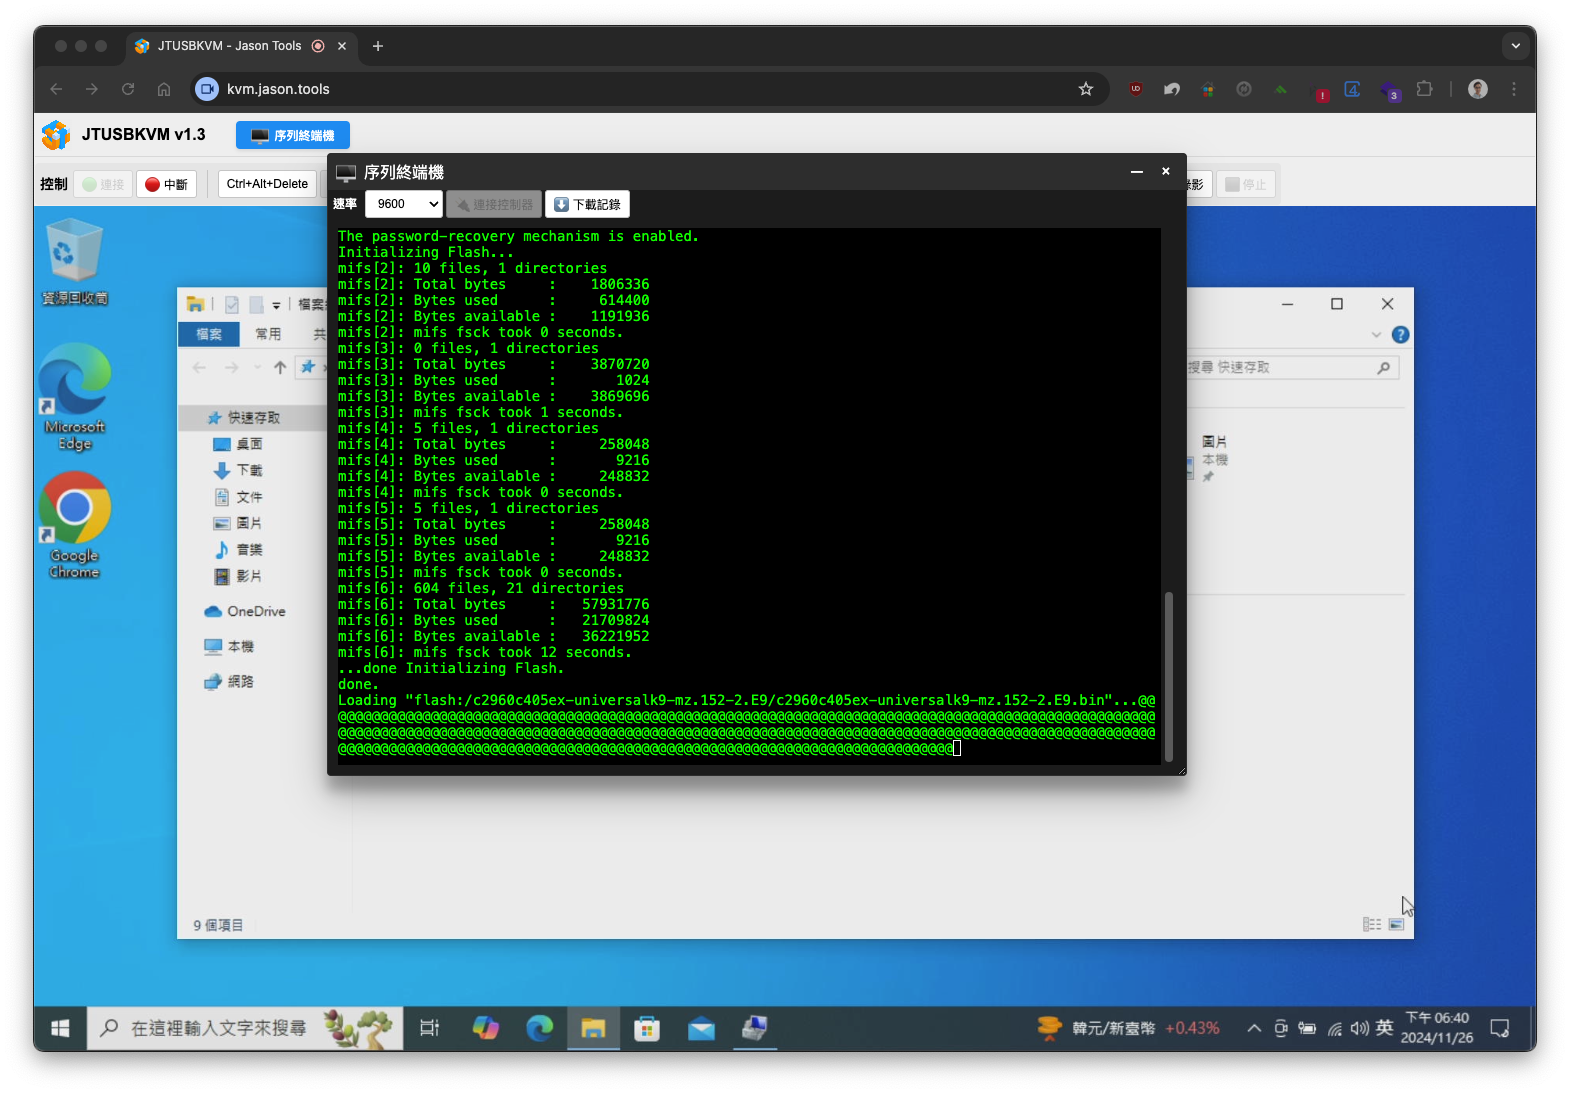 JTUSBKVM - Jason Tools
kvm.jason.tools
JTUSBKVM v1.3
序列終端機
控制
連接
中斷
Ctrl+Alt+Delete
停止
序列終端機
速率
9600
連接控制器
下載記錄
The password-recovery mechanism is enabled.
Initializing Flash...
mifs[2]: 10 files, 1 directories
mifs[2]: Total bytes     :    1806336
mifs[2]: Bytes used      :     614400
mifs[2]: Bytes available :    1191936
mifs[2]: mifs fsck took 0 seconds.
mifs[3]: 0 files, 1 directories
mifs[3]: Total bytes     :    3870720
mifs[3]: Bytes used      :       1024
mifs[3]: Bytes available :    3869696
mifs[3]: mifs fsck took 1 seconds.
mifs[4]: 5 files, 1 directories
mifs[4]: Total bytes     :     258048
mifs[4]: Bytes used      :       9216
mifs[4]: Bytes available :     248832
mifs[4]: mifs fsck took 0 seconds.
mifs[5]: 5 files, 1 directories
mifs[5]: Total bytes     :     258048
mifs[5]: Bytes used      :       9216
mifs[5]: Bytes available :     248832
mifs[5]: mifs fsck took 0 seconds.
mifs[6]: 604 files, 21 directories
mifs[6]: Total bytes     :   57931776
mifs[6]: Bytes used      :   21709824
mifs[6]: Bytes available :   36221952
mifs[6]: mifs fsck took 12 seconds.
...done Initializing Flash.
done.
Loading "flash:/c2960c405ex-universalk9-mz.152-2.E9/c2960c405ex-universalk9-mz.152-2.E9.bin"...@@
@@@@@@@@@@@@@@@@@@@@@@@@@@@@@@@@@@@@@@@@@@@@@@@@@@@@@@@@@@@@@@@@@@@@@@@@@@@@@@@@@@@@@@@@@@@@@@@@@
@@@@@@@@@@@@@@@@@@@@@@@@@@@@@@@@@@@@@@@@@@@@@@@@@@@@@@@@@@@@@@@@@@@@@@@@@@@@@@@@@@@@@@@@@@@@@@@@@
@@@@@@@@@@@@@@@@@@@@@@@@@@@@@@@@@@@@@@@@@@@@@@@@@@@@@@@@@@@@@@@@@@@@@@@@@
資源回收筒
Microsoft
Edge
Google
Chrome
檔案
常用
共
搜尋 快速存取
快速存取
桌面
下載
文件
圖片
音樂
影片
OneDrive
本機
網路
圖片
本機
9 個項目
在這裡輸入文字來搜尋
韓元/新臺幣 +0.43%
英
下午 06:40
2024/11/26